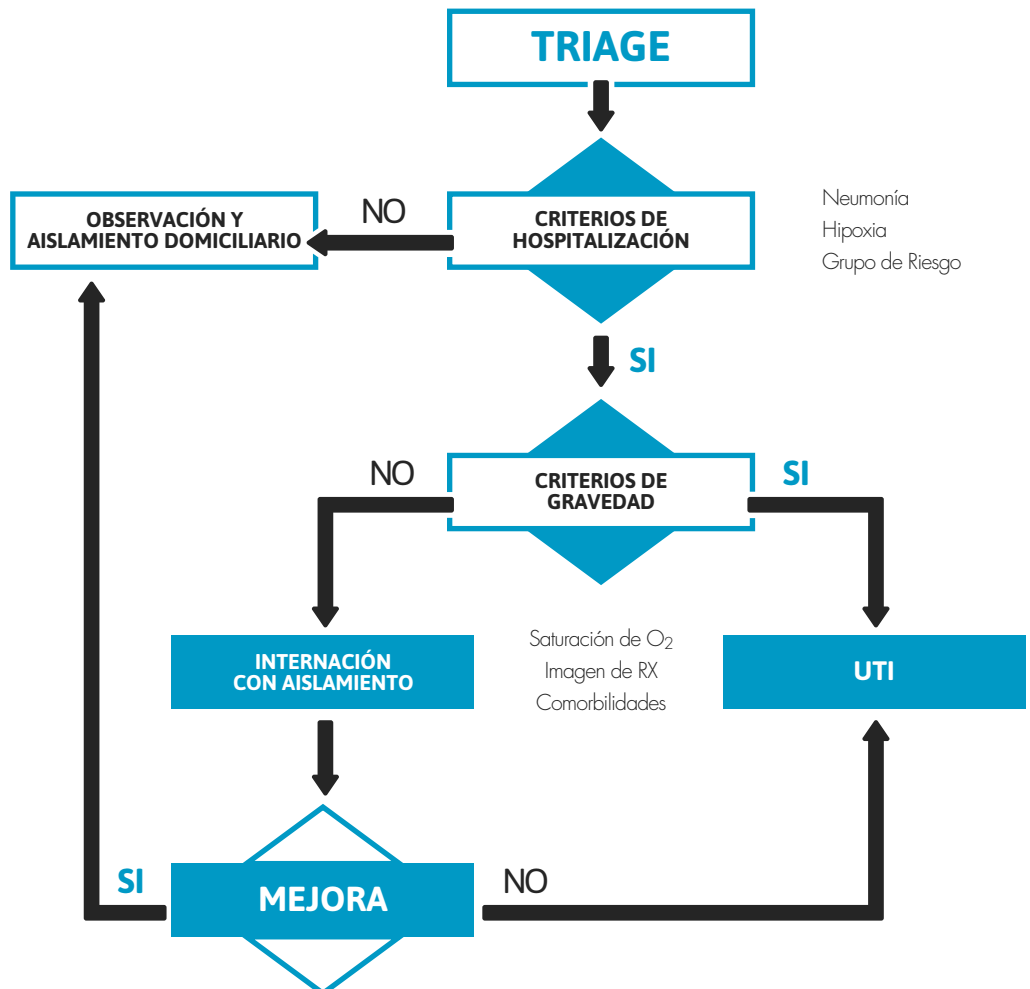 TRIAGE
OBSERVACIÓN Y
AISLAMIENTO DOMICILIARIO
NO
CRITERIOS DE
HOSPITALIZACIÓN
Neumonía
Hipoxia
Grupo de Riesgo
SI
NO
CRITERIOS DE
GRAVEDAD
SI
INTERNACIÓN
CON AISLAMIENTO
Saturación de O₂
Imagen de RX
Comorbilidades
UTI
SI
MEJORA
NO